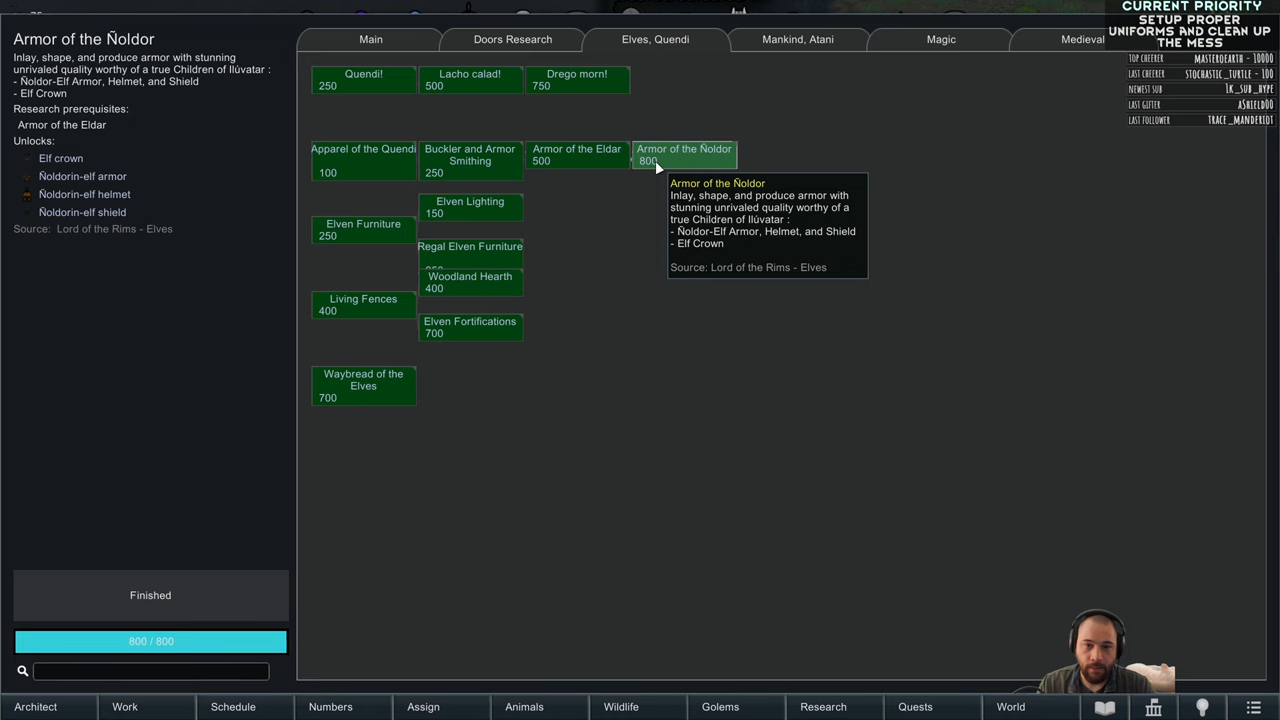 Armor of the Ñoldor
Inlay, shape, and produce armor with stunning
unrivaled quality worthy of a true Children of Ilúvatar :
- Ñoldor-Elf Armor, Helmet, and Shield
- Elf Crown
Research prerequisites:
Armor of the Eldar
Unlocks:
Elf crown
Ñoldorin-elf armor
Ñoldorin-elf helmet
Ñoldorin-elf shield
Source: Lord of the Rims - Elves
Finished
800 / 800
Main
Doors Research
Elves, Quendi
Mankind, Atani
Magic
Medieval
Quendi!
250
Lacho calad!
500
Drego morn!
750
Apparel of the Quendi
100
Buckler and Armor
Smithing
250
Armor of the Eldar
500
Armor of the Ñoldor
800
Elven Lighting
150
Elven Furniture
250
Regal Elven Furniture
Woodland Hearth
400
Living Fences
400
Elven Fortifications
700
Waybread of the
Elves
700
Armor of the Ñoldor
Inlay, shape, and produce armor with
stunning unrivaled quality worthy of a
true Children of Ilúvatar :
- Ñoldor-Elf Armor, Helmet, and Shield
- Elf Crown
Source: Lord of the Rims - Elves
CURRENT PRIORITY
SETUP PROPER
UNIFORMS AND CLEAN UP
THE MESS
TOP CHEERER MASTEROFEARTH - 10000
LAST CHEERER STOCHASTIC_TURTLE - 100
NEWEST SUB 1K_SUB_HYPE
LAST GIFTER ASHIELD00
LAST FOLLOWER TRACE_MANDERIDT
Architect
Work
Schedule
Numbers
Assign
Animals
Wildlife
Golems
Research
Quests
World